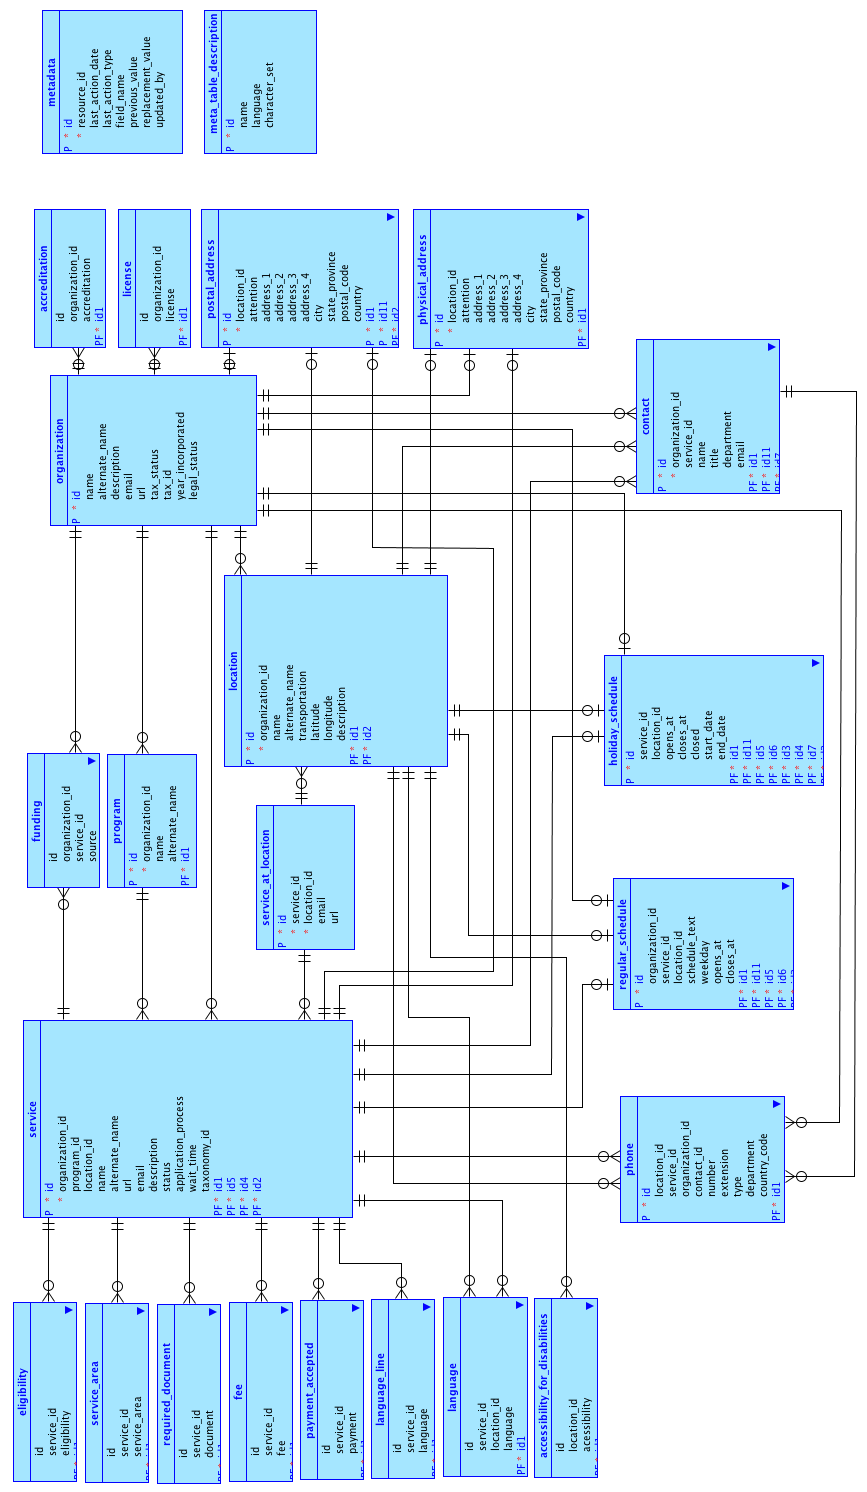 eligibility
id
service_id
eligibility
service_area
id
service_id
service_area
required_document
id
service_id
document
fee
id
service_id
fee
payment_accepted
id
service_id
payment
language_line
id
service_id
language
language
id
service_id
location_id
language
PF * id1
accessibility_for_disabilities
id
location_id
acessibility
service
P * id
* organization_id
program_id
location_id
name
alternate_name
url
email
description
status
application_process
wait_time
taxonomy_id
PF * id1
PF * id5
PF * id4
PF * id2
phone
P * id
location_id
service_id
organization_id
contact_id
number
extension
type
department
country_code
PF * id1
funding
id
organization_id
service_id
source
program
P * id
* organization_id
name
alternate_name
PF * id1
service_at_location
P * id
* service_id
* location_id
email
url
regular_schedule
P * id
organization_id
service_id
location_id
schedule_text
weekday
opens_at
closes_at
PF * id1
PF * id11
PF * id5
PF * id6
location
P * id
* organization_id
name
alternate_name
transportation
latitude
longitude
description
PF * id1
PF * id2
holiday_schedule
P * id
service_id
location_id
opens_at
closes_at
closed
start_date
end_date
PF * id1
PF * id11
PF * id5
PF * id6
PF * id3
PF * id4
PF * id7
organization
P * id
name
alternate_name
description
email
url
tax_status
tax_id
year_incorporated
legal_status
contact
P * id
* organization_id
service_id
name
title
department
email
PF * id1
PF * id11
accreditation
id
organization_id
accreditation
PF * id1
license
id
organization_id
license
PF * id1
postal_address
P * id
* location_id
attention
address_1
address_2
address_3
address_4
city
state_province
postal_code
country
P * id1
P * id11
PF * id2
physical_address
P * id
* location_id
attention
address_1
address_2
address_3
address_4
city
state_province
postal_code
country
PF * id1
metadata
P * id
* resource_id
last_action_date
last_action_type
field_name
previous_value
replacement_value
updated_by
meta_table_description
P * id
name
language
character_set